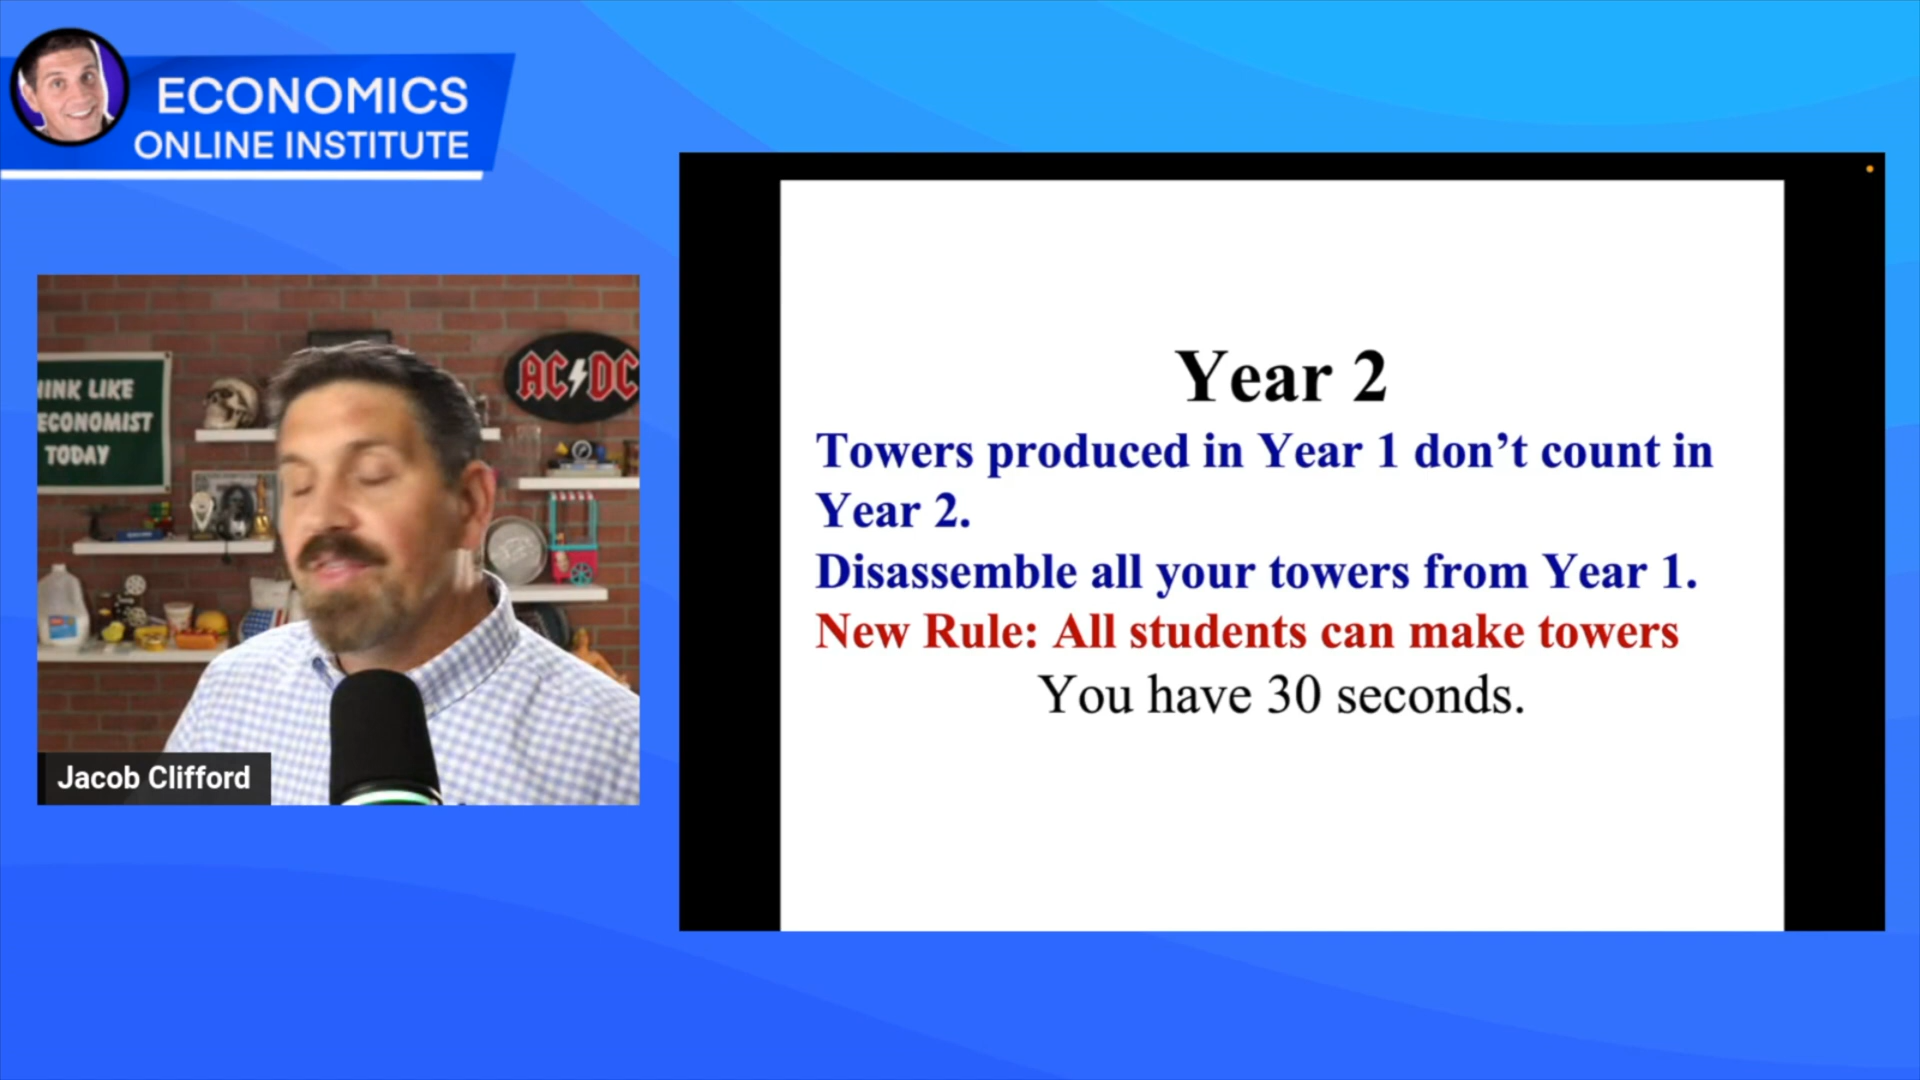 ECONOMICS
ONLINE INSTITUTE
INK LIKE
ECONOMIST
TODAY
AC DC
Jacob Clifford
Year 2
Towers produced in Year 1 don’t count in
Year 2.
Disassemble all your towers from Year 1.
New Rule: All students can make towers
You have 30 seconds.